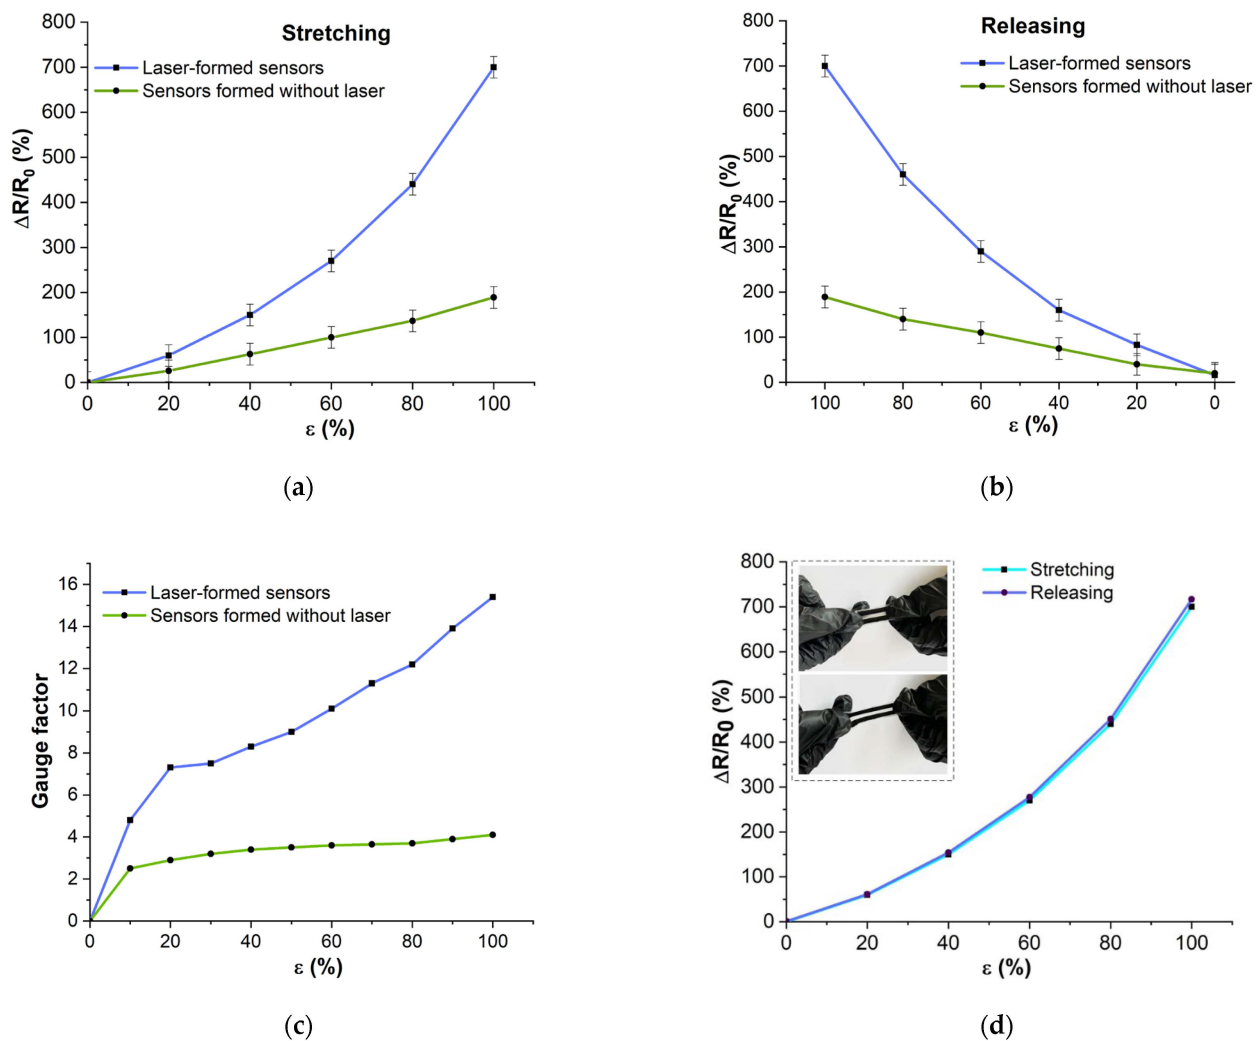 Stretching
Laser-formed sensors
Sensors formed without laser
800
700
600
500
400
300
200
100
0
ΔR/R₀ (%)
0 20 40 60 80 100
ε (%)
(a)
Releasing
Laser-formed sensors
Sensors formed without laser
800
700
600
500
400
300
200
100
0
ΔR/R₀ (%)
100 80 60 40 20 0
ε (%)
(b)
Laser-formed sensors
Sensors formed without laser
16
14
12
10
8
6
4
2
0
Gauge factor
0 20 40 60 80 100
ε (%)
(c)
Stretching
Releasing
800
700
600
500
400
300
200
100
0
ΔR/R0 (%)
0 20 40 60 80 100
ε (%)
(d)